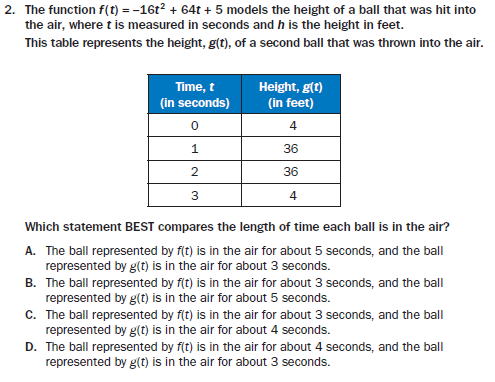 2. The function f(t) = –16t² + 64t + 5 models the height of a ball that was hit into
the air, where t is measured in seconds and h is the height in feet.
This table represents the height, g(t), of a second ball that was thrown into the air.
Time, t
(in seconds)
Height, g(t)
(in feet)
0 4
1 36
2 36
3 4
Which statement BEST compares the length of time each ball is in the air?
A. The ball represented by f(t) is in the air for about 5 seconds, and the ball
represented by g(t) is in the air for about 3 seconds.
B. The ball represented by f(t) is in the air for about 3 seconds, and the ball
represented by g(t) is in the air for about 5 seconds.
C. The ball represented by f(t) is in the air for about 3 seconds, and the ball
represented by g(t) is in the air for about 4 seconds.
D. The ball represented by f(t) is in the air for about 4 seconds, and the ball
represented by g(t) is in the air for about 3 seconds.